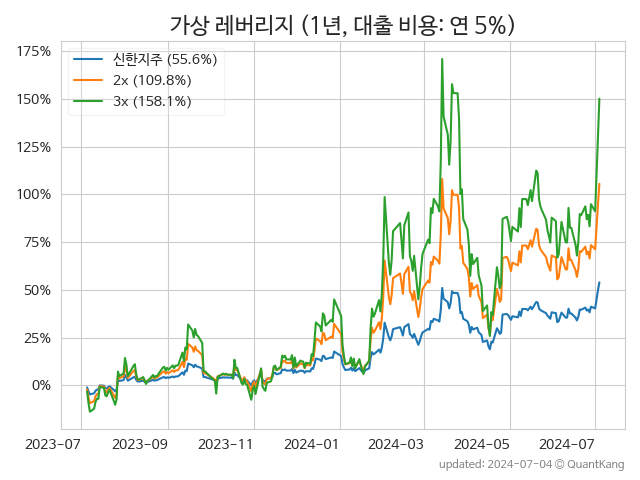 가상 레버리지 (1년, 대출 비용: 연 5%)
신한지주 (55.6%)
2x (109.8%)
3x (158.1%)
175%
150%
125%
100%
75%
50%
25%
0%
2023-07 2023-09 2023-11 2024-01 2024-03 2024-05 2024-07
updated: 2024-07-04 © QuantKang